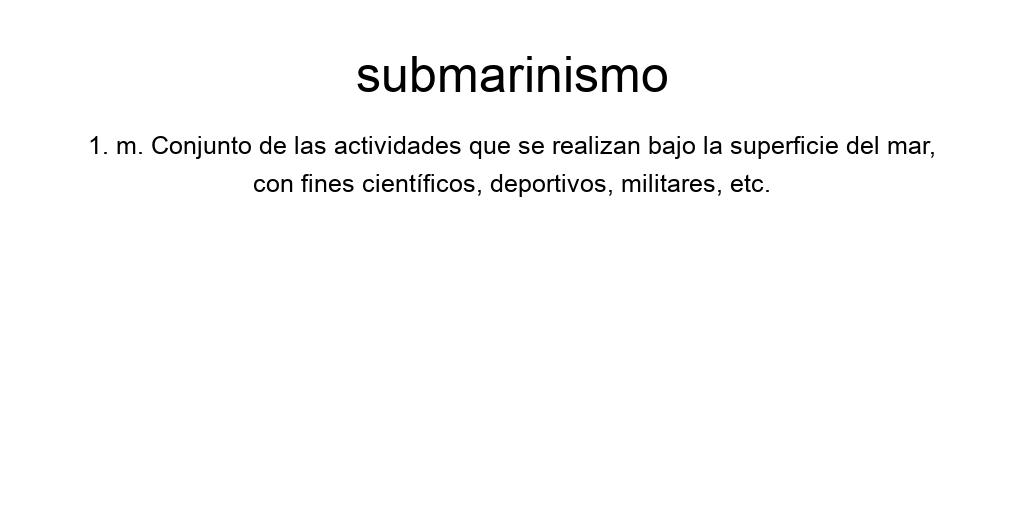 submarinismo
1. m. Conjunto de las actividades que se realizan bajo la superficie del mar,
con fines científicos, deportivos, militares, etc.